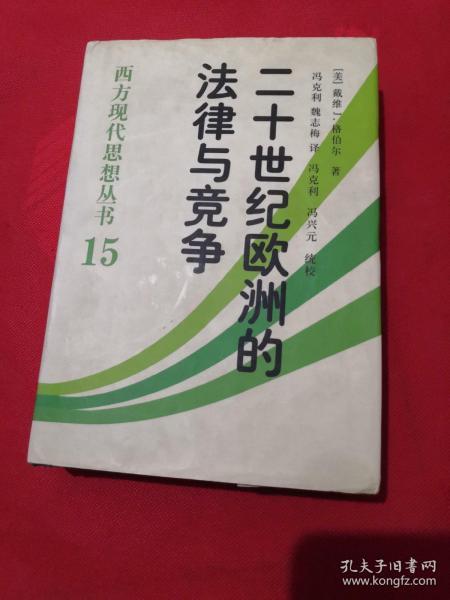 [美] 戴维 J·格伯尔 著
冯克利 魏志梅 译 冯克利 冯兴元 统校
二十世纪欧洲的
法律与竞争
西方现代思想丛书
15
孔夫子旧书网
www.kongfz.com